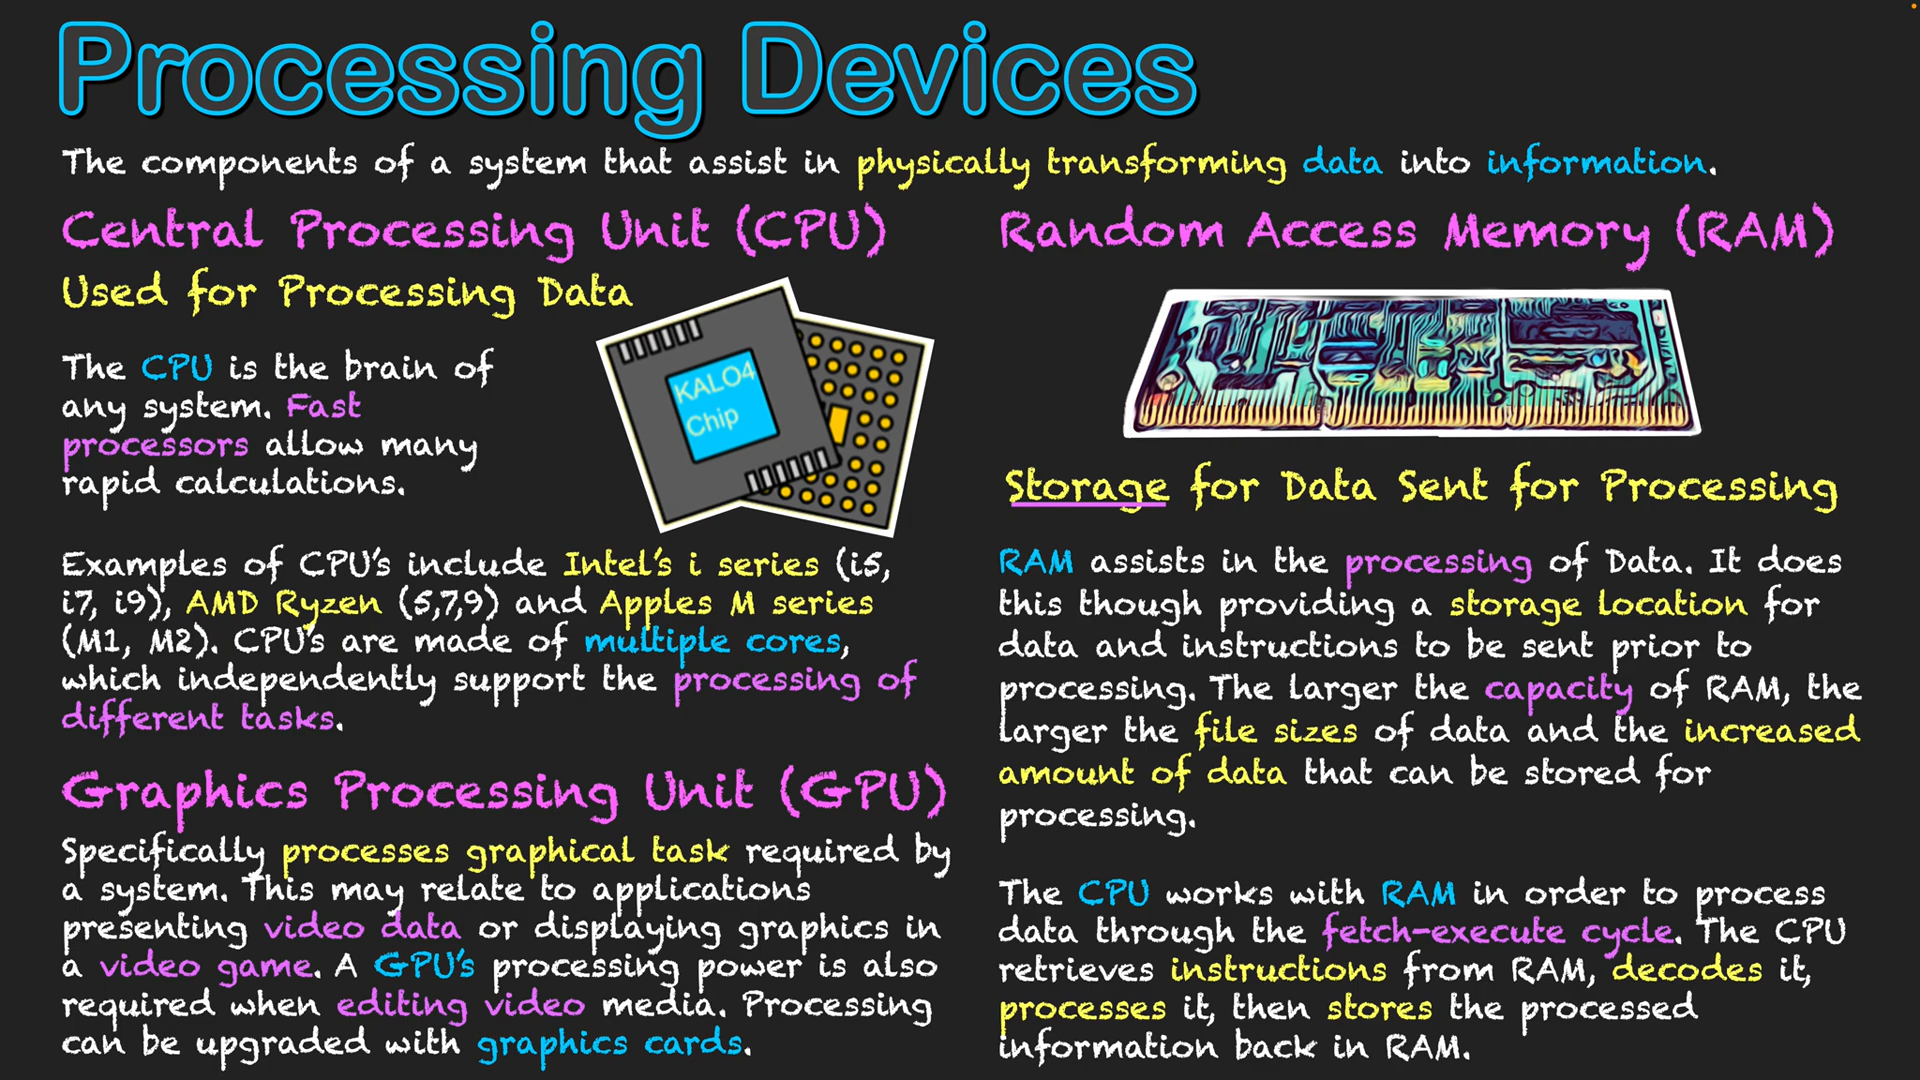 Processing Devices
The components of a system that assist in physically transforming data into information.
Central Processing Unit (CPU)
Used for Processing Data
The CPU is the brain of
any system. Fast
processors allow many
rapid calculations.
KALO4
Chip
Examples of CPU's include Intel's i series (i5,
i7, i9), AMD Ryzen (5,7,9) and Apples M series
(M1, M2). CPU's are made of multiple cores,
which independently support the processing of
different tasks.
Graphics Processing Unit (GPU)
Specifically processes graphical task required by
a system. This may relate to applications
presenting video data or displaying graphics in
a video game. A GPU's processing power is also
required when editing video media. Processing
can be upgraded with graphics cards.
Random Access Memory (RAM)
Storage for Data Sent for Processing
RAM assists in the processing of Data. It does
this though providing a storage location for
data and instructions to be sent prior to
processing. The larger the capacity of RAM, the
larger the file sizes of data and the increased
amount of data that can be stored for
processing.
The CPU works with RAM in order to process
data through the fetch-execute cycle. The CPU
retrieves instructions from RAM, decodes it,
processes it, then stores the processed
information back in RAM.